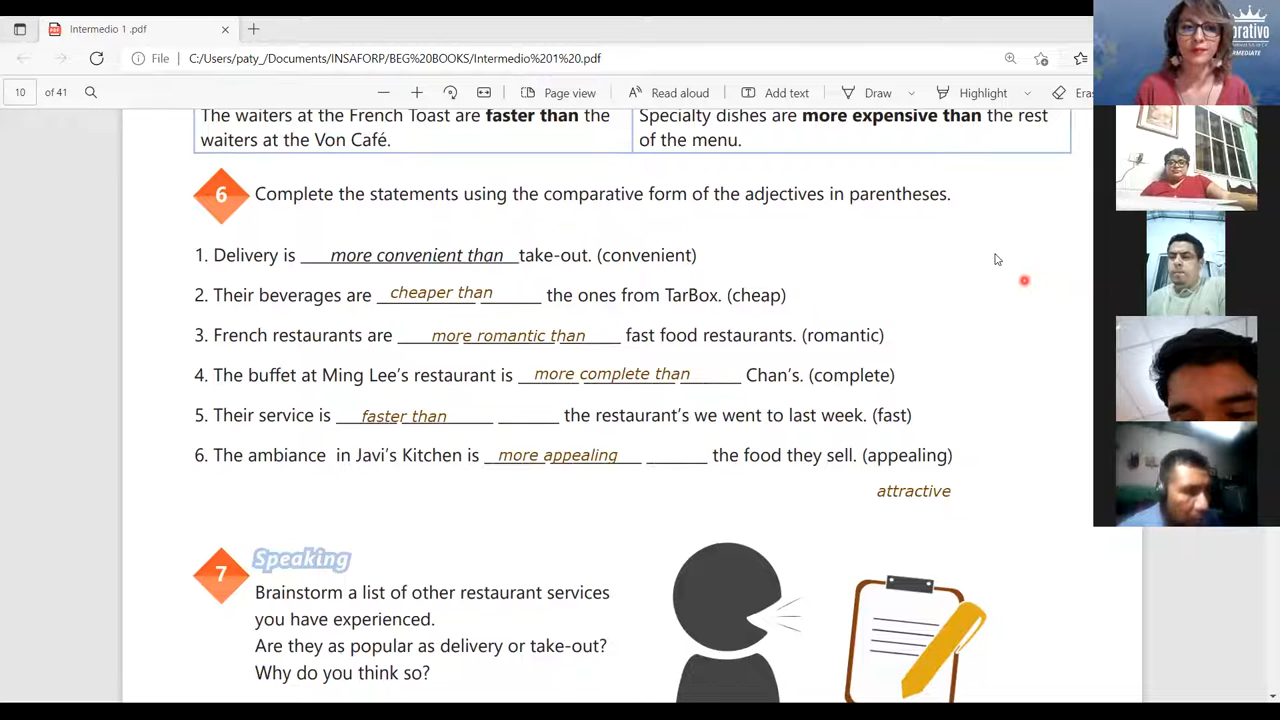 Intermedio 1 .pdf
File C:/Users/paty_/Documents/INSAFORP/BEG%20BOOKS/Intermedio%2001%20.pdf
10 of 41 Page view Read aloud Add text Draw Highlight Eras
orativo
RMEDIATE
The waiters at the French Toast are faster than the
waiters at the Von Café.
Specialty dishes are more expensive than the rest
of the menu.
6 Complete the statements using the comparative form of the adjectives in parentheses.
1. Delivery is more convenient than take-out. (convenient)
2. Their beverages are cheaper than the ones from TarBox. (cheap)
3. French restaurants are more romantic than fast food restaurants. (romantic)
4. The buffet at Ming Lee's restaurant is more complete than Chan's. (complete)
5. Their service is faster than the restaurant's we went to last week. (fast)
6. The ambiance in Javi's Kitchen is more appealing the food they sell. (appealing)
attractive
7 Speaking
Brainstorm a list of other restaurant services
you have experienced.
Are they as popular as delivery or take-out?
Why do you think so?